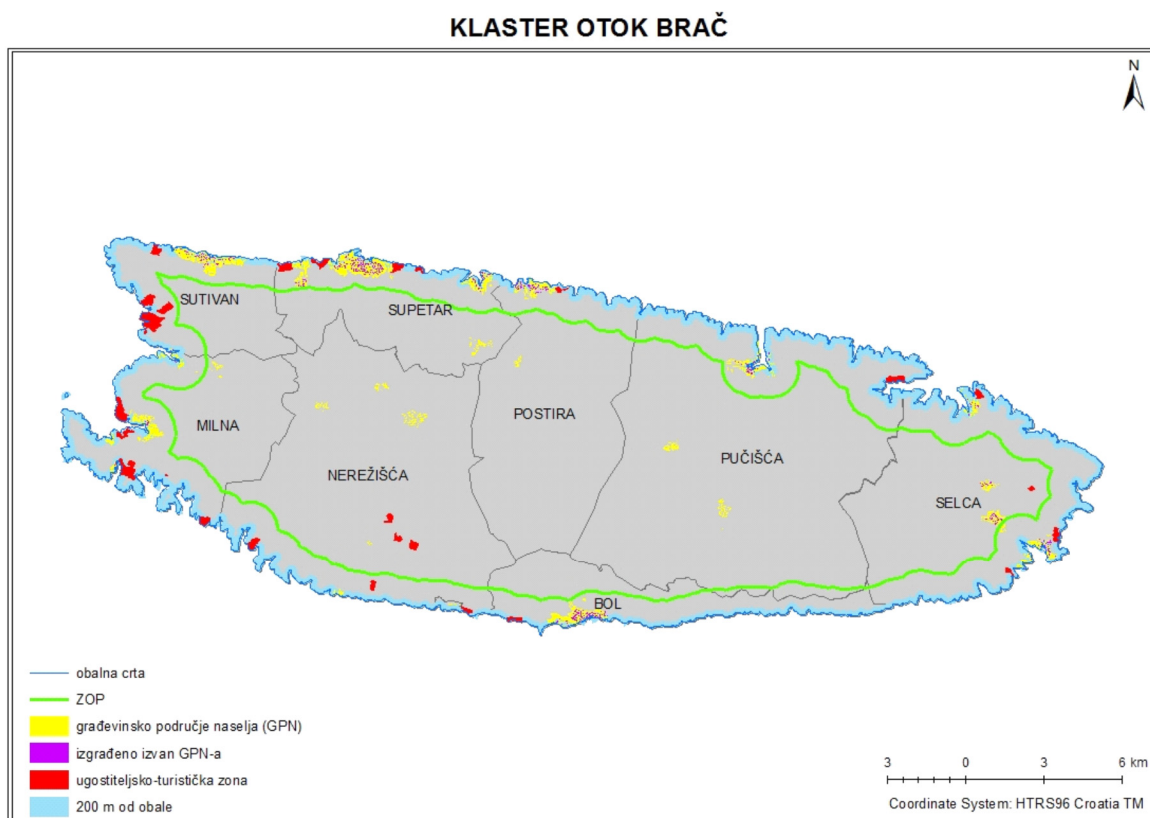 KLASTER OTOK BRAČ
N
SUTIVAN
SUPETAR
MILNA
POSTIRA
NEREŽIŠĆA
PUČIŠĆA
SELCA
BOL
obalna crta
ZOP
građevinsko područje naselja (GPN)
izgrađeno izvan GPN-a
ugostiteljsko-turistička zona
200 m od obale
3 0 3 6 km
Coordinate System: HTRS96 Croatia TM